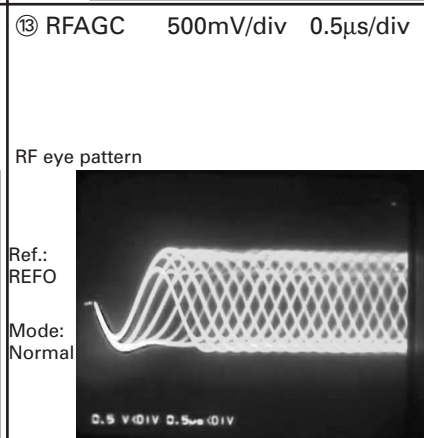 ⑬ RFAGC 500mV/div 0.5µs/div
RF eye pattern
Ref.:
REFO
Mode:
Normal
0.5 V<DIV 0.5µs<DIV